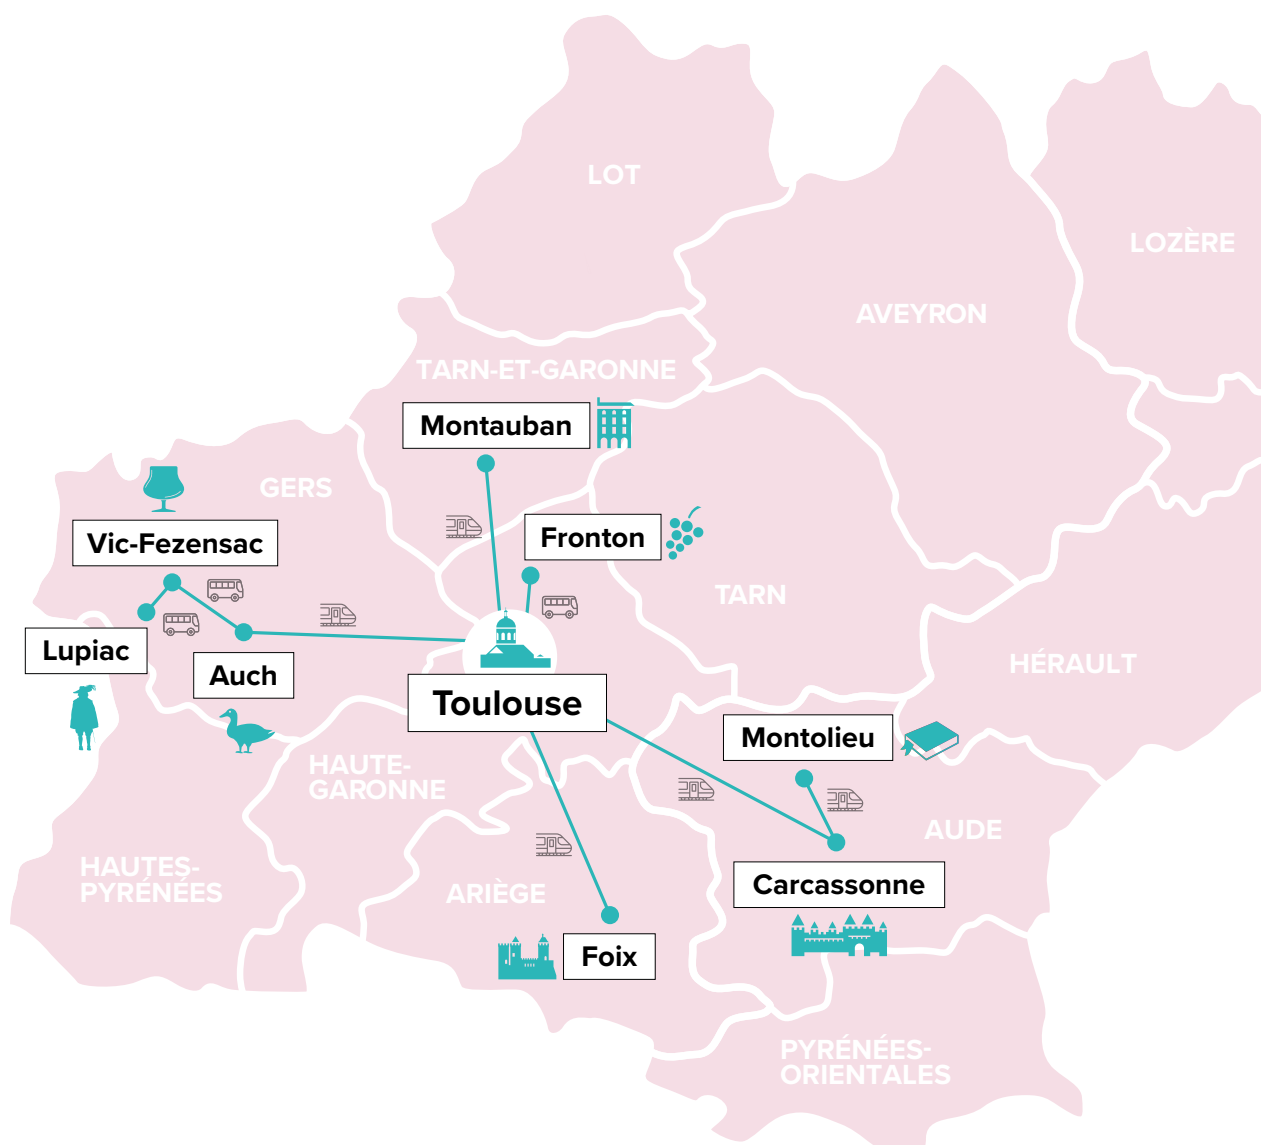 LOT
LOZÈRE
AVEYRON
TARN-ET-GARONNE
Montauban
GERS
Vic-Fezensac
Fronton
TARN
Lupiac
Auch
HÉRAULT
Toulouse
Montolieu
HAUTE-
GARONNE
AUDE
HAUTES-
PYRÉNÉES
ARIÈGE
Carcassonne
Foix
PYRÉNÉES-
ORIENTALES